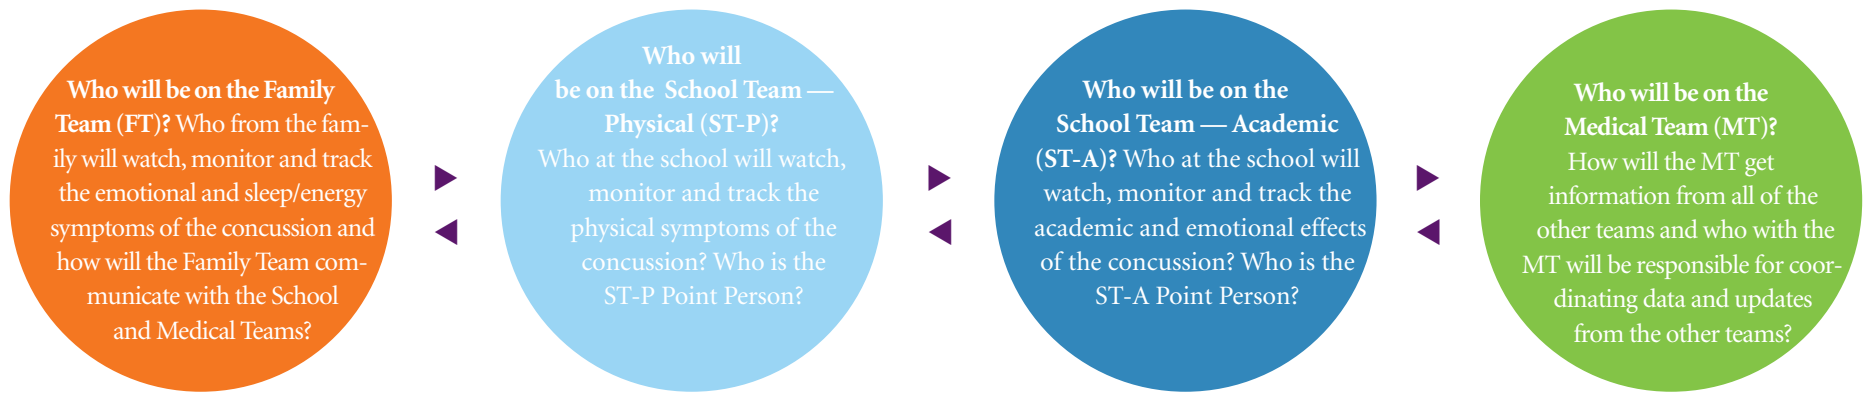 Who will be on the Family
Team (FT)? Who from the fam-
ily will watch, monitor and track
the emotional and sleep/energy
symptoms of the concussion and
how will the Family Team com-
municate with the School
and Medical Teams?
Who will
be on the School Team —
Physical (ST-P)?
Who at the school will watch,
monitor and track the
physical symptoms of the
concussion? Who is the
ST-P Point Person?
Who will be on the
School Team — Academic
(ST-A)? Who at the school will
watch, monitor and track the
academic and emotional effects
of the concussion? Who is the
ST-A Point Person?
Who will be on the
Medical Team (MT)?
How will the MT get
information from all of the
other teams and who with the
MT will be responsible for coor-
dinating data and updates
from the other teams?